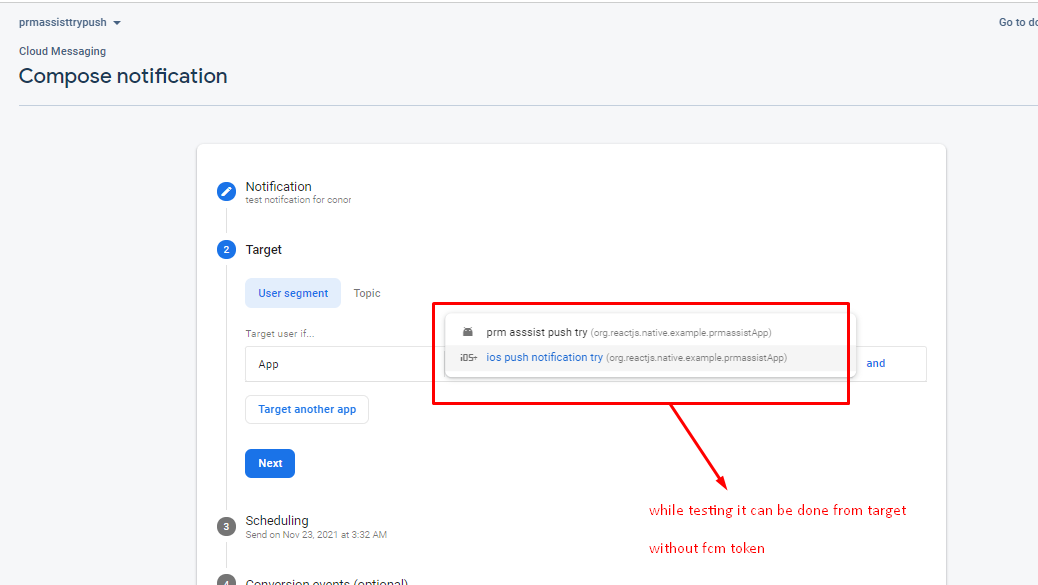 prmassisttrypush
Go to do
Cloud Messaging
Compose notification
Notification
test notifcation for conor
2
Target
User segment
Topic
Target user if...
prm asssist push try (org.reactjs.native.example.prmassistApp)
iOS+ ios push notification try (org.reactjs.native.example.prmassistApp)
App
and
Target another app
Next
while testing it can be done from target
without fcm token
3
Scheduling
Send on Nov 23, 2021 at 3:32 AM
4
Conversion events (optional)